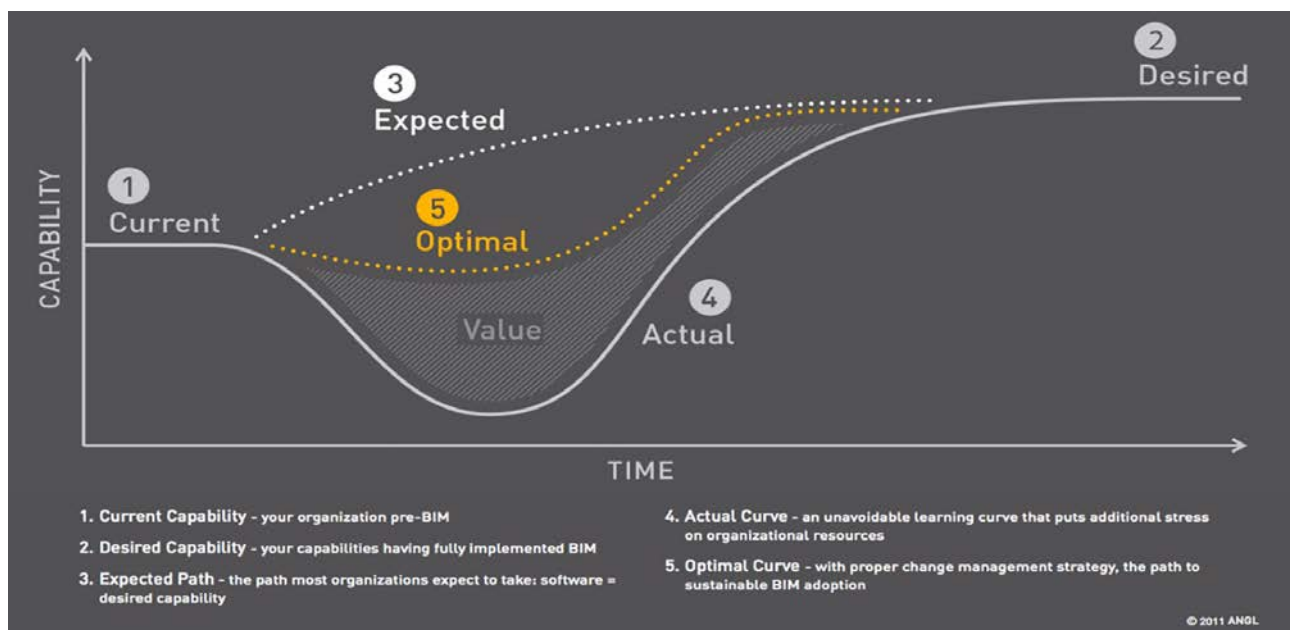 2
Desired
3
Expected
1
Current
5
Optimal
4
Actual
Value
CAPABILITY
TIME
1. Current Capability - your organization pre-BIM
2. Desired Capability - your capabilities having fully implemented BIM
3. Expected Path - the path most organizations expect to take: software =
desired capability
4. Actual Curve - an unavoidable learning curve that puts additional stress
on organizational resources
5. Optimal Curve - with proper change management strategy, the path to
sustainable BIM adoption
© 2011 ANGL